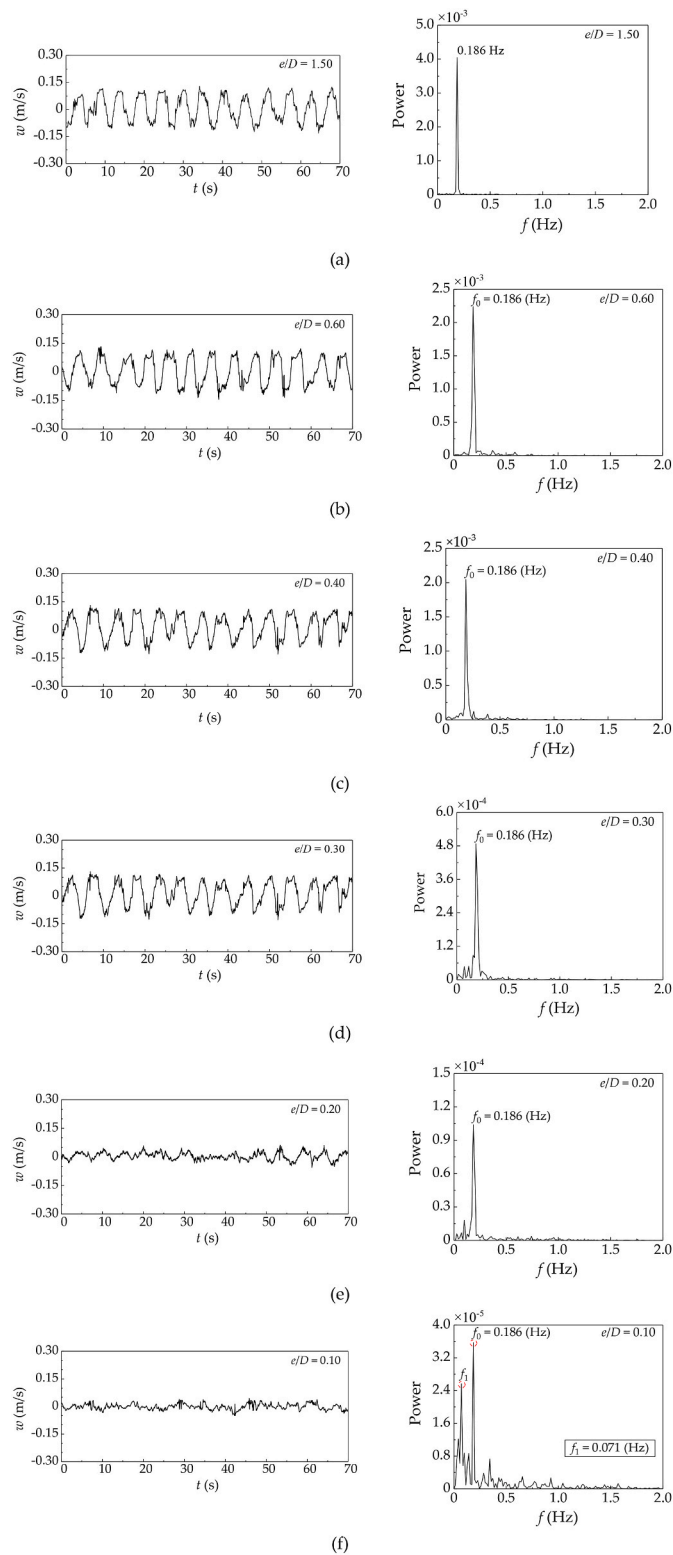 0.30
0.15
0
-0.15
-0.30
w (m/s)
e/D = 1.50
0 10 20 30 40 50 60 70
t (s)
×10⁻³
5.0
4.0
3.0
2.0
1.0
0.0
Power
0.186 Hz
e/D = 1.50
0 0.5 1.0 1.5 2.0
f (Hz)
(a)
0.30
0.15
0
-0.15
-0.30
w (m/s)
e/D = 0.60
0 10 20 30 40 50 60 70
t (s)
×10⁻³
2.5
2.0
1.5
1.0
0.5
0
Power
f₀ = 0.186 (Hz)
e/D = 0.60
0 0.5 1.0 1.5 2.0
f (Hz)
(b)
0.30
0.15
0
-0.15
-0.30
w (m/s)
e/D = 0.40
0 10 20 30 40 50 60 70
t (s)
×10⁻³
2.5
2.0
1.5
1.0
0.5
0
Power
f₀ = 0.186 (Hz)
e/D = 0.40
0 0.5 1.0 1.5 2.0
f (Hz)
(c)
0.30
0.15
0
-0.15
-0.30
w (m/s)
e/D = 0.30
0 10 20 30 40 50 60 70
t (s)
×10⁻⁴
6.0
4.8
3.6
2.4
1.2
0.0
Power
f₀ = 0.186 (Hz)
e/D = 0.30
0 0.5 1.0 1.5 2.0
f (Hz)
(d)
0.30
0.15
0
-0.15
-0.30
w (m/s)
e/D = 0.20
0 10 20 30 40 50 60 70
t (s)
×10⁻⁴
1.5
1.2
0.9
0.6
0.3
0
Power
f₀ = 0.186 (Hz)
e/D = 0.20
0 0.5 1.0 1.5 2.0
f (Hz)
(e)
0.30
0.15
0
-0.15
-0.30
w (m/s)
e/D = 0.10
0 10 20 30 40 50 60 70
t (s)
×10⁻⁵
4.0
3.2
2.4
1.6
0.8
0
Power
f₀ = 0.186 (Hz)
e/D = 0.10
f₁
f₁ = 0.071 (Hz)
0 0.5 1.0 1.5 2.0
f (Hz)
(f)